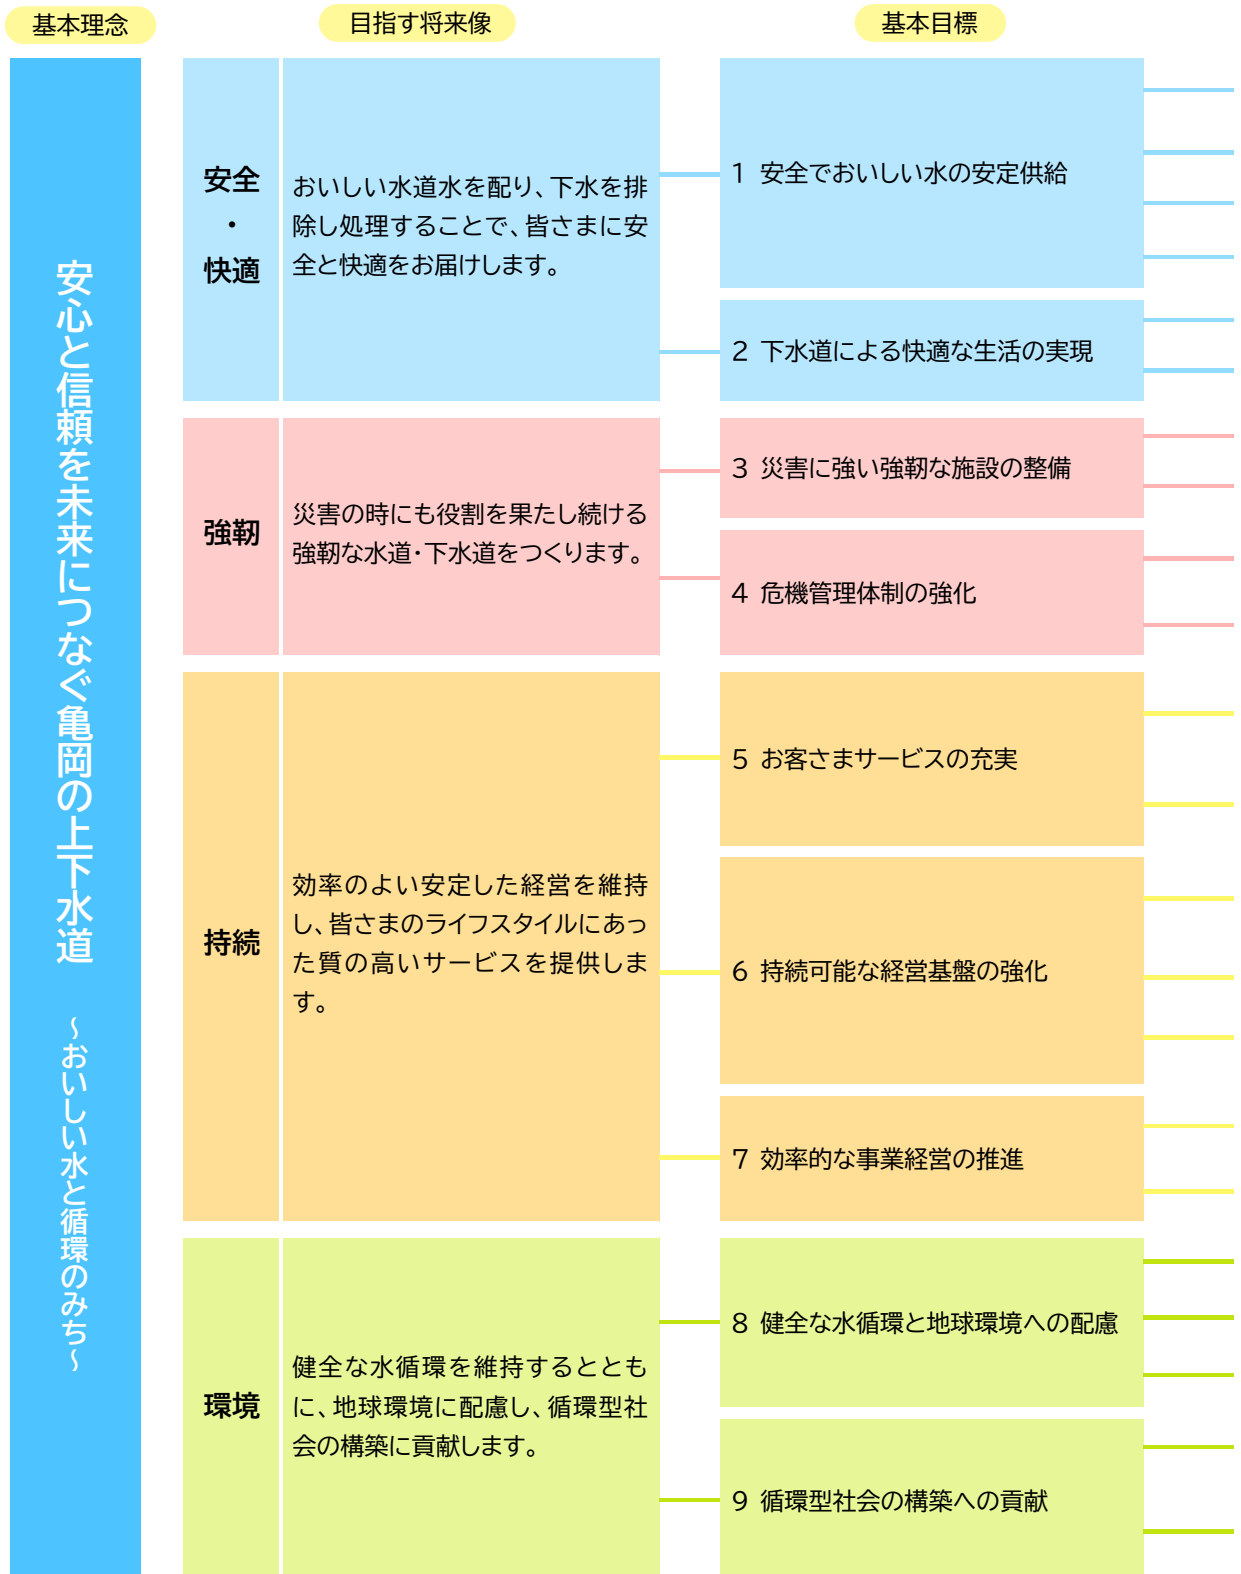 基本理念
目指す将来像
基本目標
安心と信頼を未来につなぐ亀岡の上下水道 ～おいしい水と循環のみち～
安全
・
快適
おいしい水道水を配り、下水を排
除し処理することで、皆さまに安
全と快適をお届けします。
1 安全でおいしい水の安定供給
2 下水道による快適な生活の実現
強靭
災害の時にも役割を果たし続ける
強靭な水道・下水道をつくります。
3 災害に強い強靭な施設の整備
4 危機管理体制の強化
持続
効率のよい安定した経営を維持
し、皆さまのライフスタイルにあっ
た質の高いサービスを提供しま
す。
5 お客さまサービスの充実
6 持続可能な経営基盤の強化
7 効率的な事業経営の推進
環境
健全な水循環を維持するととも
に、地球環境に配慮し、循環型社
会の構築に貢献します。
8 健全な水循環と地球環境への配慮
9 循環型社会の構築への貢献